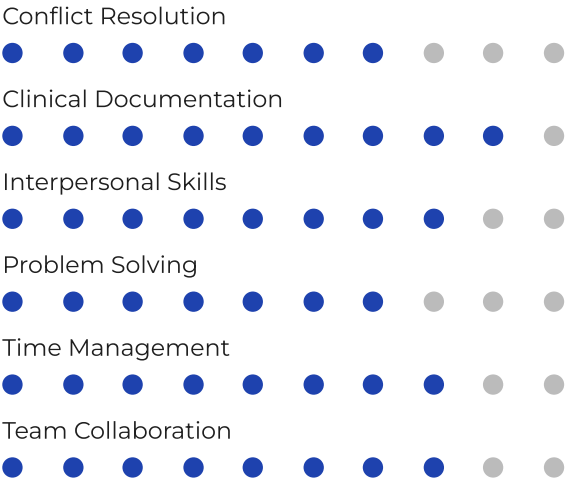 Conflict Resolution
Clinical Documentation
Interpersonal Skills
Problem Solving
Time Management
Team Collaboration